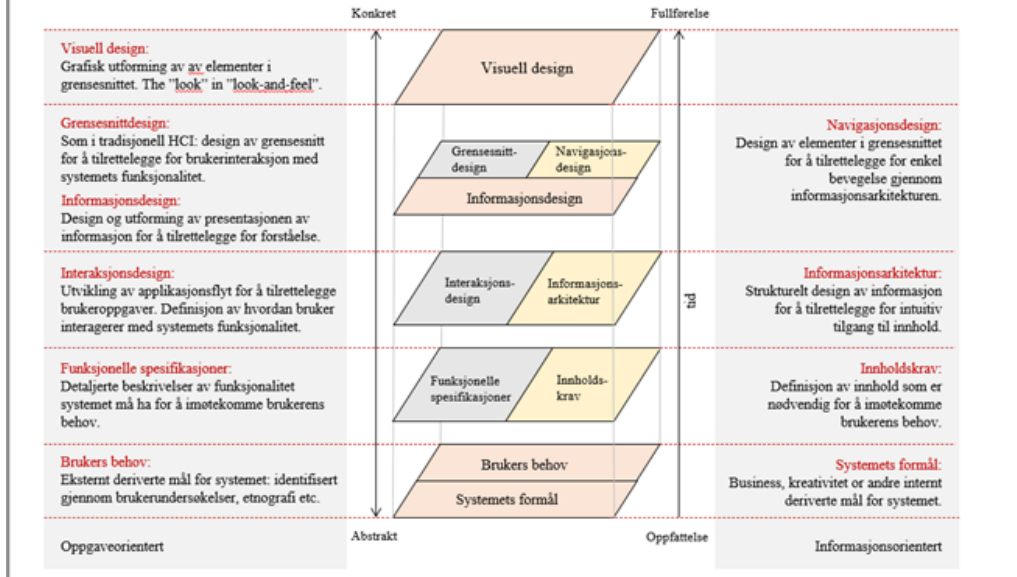 Konkret
Fullførelse
Visuell design:
Grafisk utforming av av elementer i
grensesnittet. The ”look” in ”look-and-feel”.
Visuell design
Grensesnittdesign:
Som i tradisjonell HCI: design av grensesnitt
for å tilrettelegge for brukerinteraksjon med
systemets funksjonalitet.
Informasjonsdesign:
Design og utforming av presentasjonen av
informasjon for å tilrettelegge for forståelse.
Grensesnitt-
design
Navigasjons-
design
Informasjonsdesign
Navigasjonsdesign:
Design av elementer i grensesnittet
for å tilrettelegge for enkel
bevegelse gjennom
informasjonsarkitekturen.
Interaksjonsdesign:
Utvikling av applikasjonsflyt for å tilrettelegge
brukeroppgaver. Definisjon av hvordan bruker
interagerer med systemets funksjonalitet.
Interaksjons-
design
Informasjons-
arkitektur
tid
Informasjonsarkitektur:
Strukturelt design av informasjon
for å tilrettelegge for intuitiv
tilgang til innhold.
Funksjonelle spesifikasjoner:
Detaljerte beskrivelser av funksjonalitet
systemet må ha for å imøtekomme brukerens
behov.
Funksjonelle
spesifikasjoner
Innholds-
krav
Innholdskrav:
Definisjon av innhold som er
nødvendig for å imøtekomme
brukerens behov.
Brukers behov:
Eksternt deriverte mål for systemet: identifisert
gjennom brukerundersøkelser, etnografi etc.
Brukers behov
Systemets formål
Systemets formål:
Business, kreativitet or andre internt
deriverte mål for systemet.
Abstrakt
Oppfattelse
Oppgaveorientert
Informasjonsorientert